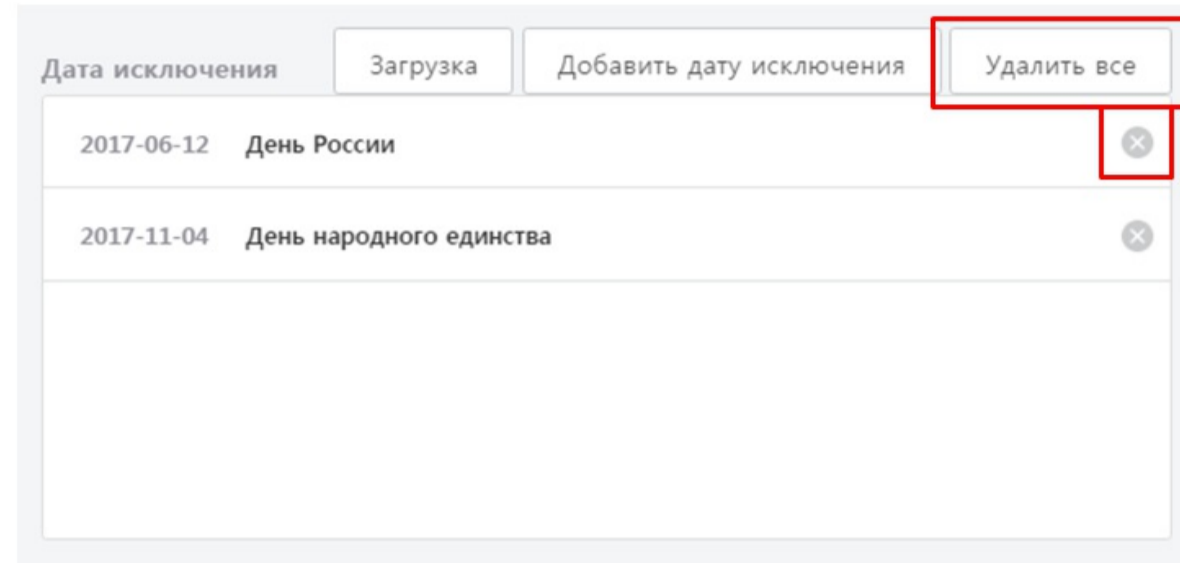 Дата исключения Загрузка Добавить дату исключения Удалить все
2017-06-12 День России
2017-11-04 День народного единства